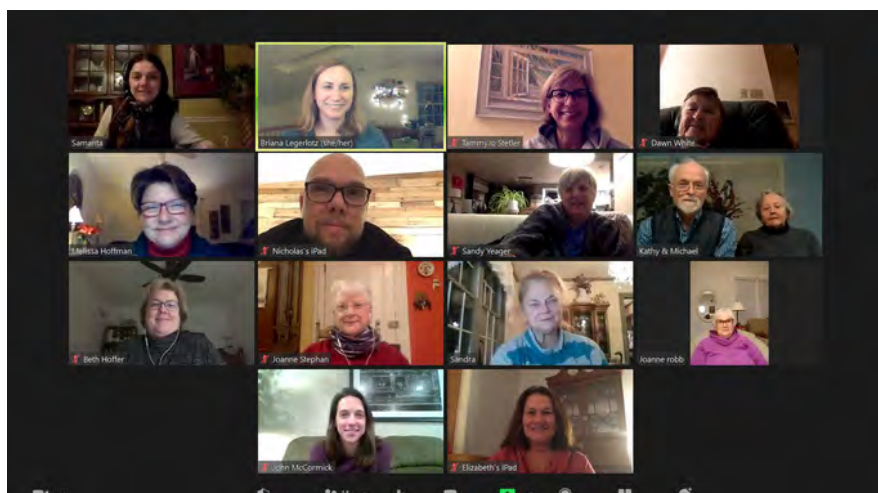 Samanta
Briana Legerlotz (she/her)
Tammy.Jo Stetler
Dawn White
Melissa Hoffman
Nicholas's iPad
Sandy Yeager
Kathy & Michael
Beth Hoffer
Joanne Stephan
Sandra
Joanne robb
John McCormick
Elizabeth's iPad